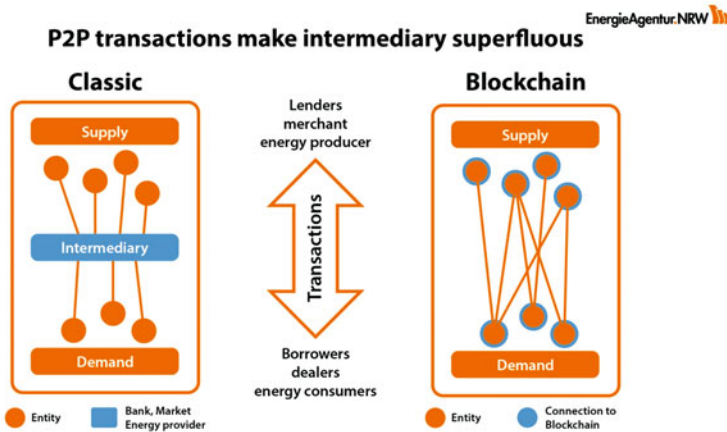 EnergieAgentur.NRW
P2P transactions make intermediary superfluous
Classic
Supply
Intermediary
Demand
Entity
Bank, Market
Energy provider
Lenders
merchant
energy producer
Transactions
Borrowers
dealers
energy consumers
Blockchain
Supply
Demand
Entity
Connection to
Blockchain